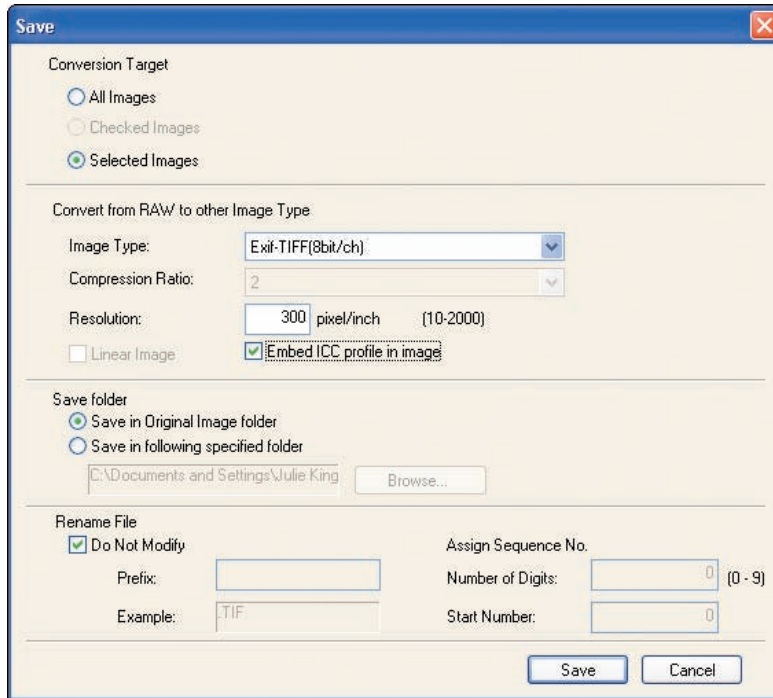 Save
Conversion Target
All Images
Checked Images
Selected Images
Convert from RAW to other Image Type
Image Type: Exif-TIFF(8bit/ch)
Compression Ratio: 2
Resolution: 300 pixel/inch (10-2000)
Linear Image Embed ICC profile in image
Save folder
Save in Original Image folder
Save in following specified folder
C:\Documents and Settings\Julie King Browse...
Rename File
Do Not Modify Assign Sequence No.
Prefix: Number of Digits: 0 (0 - 9)
Example: .TIF Start Number: 0
Save Cancel